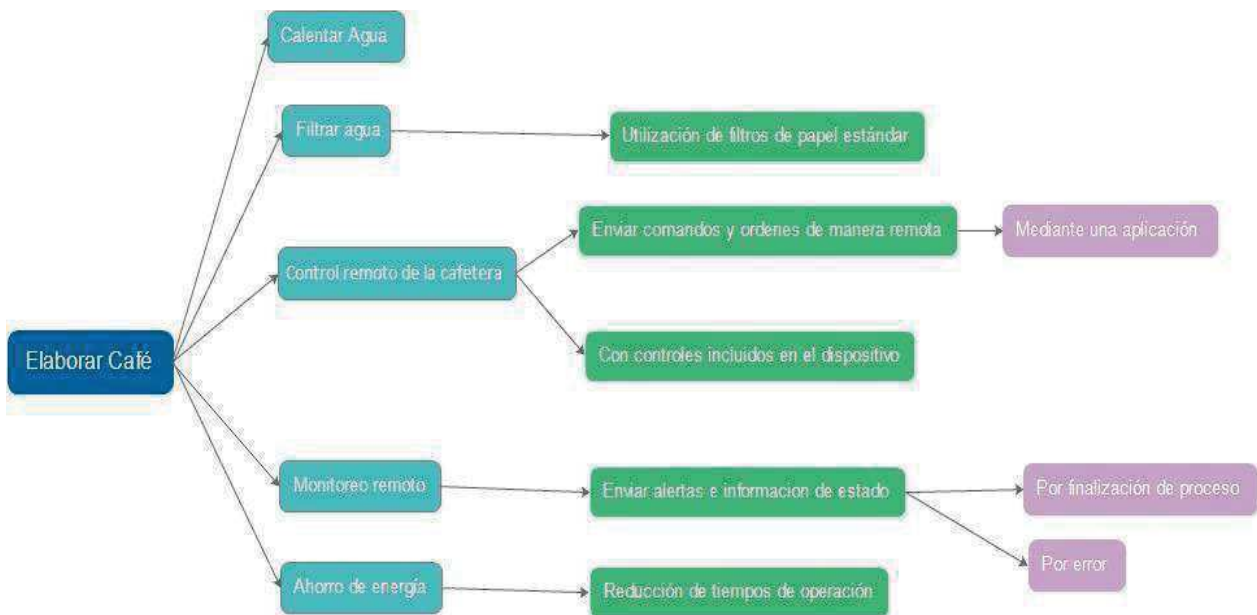 Calentar Agua
Filtrar agua
Utilización de filtros de papel estándar
Enviar comandos y ordenes de manera remota
Mediante una aplicación
Control remoto de la cafetera
Elaborar Café
Con controles incluidos en el dispositivo
Monitoreo remoto
Enviar alertas e informacion de estado
Por finalización de proceso
Por error
Ahorro de energía
Reducción de tiempos de operación